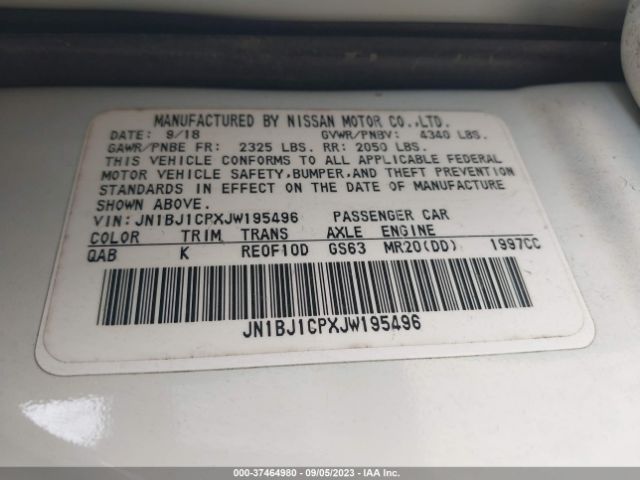 MANUFACTURED BY NISSAN MOTOR CO.,LTD.
DATE: 9/18 GVWR/PNBV: 4340 LBS.
GAWR/PNBE FR: 2325 LBS. RR: 2050 LBS.
THIS VEHICLE CONFORMS TO ALL APPLICABLE FEDERAL
MOTOR VEHICLE SAFETY,BUMPER,AND THEFT PREVENTION
STANDARDS IN EFFECT ON THE DATE OF MANUFACTURE
SHOWN ABOVE.
VIN: JN1BJ1CPXJW195496 PASSENGER CAR
COLOR TRIM TRANS AXLE ENGINE
QAB K RE0F10D GS63 MR20(DD) 1997CC
JN1BJ1CPXJW195496
000-37464980 - 09/05/2023 - IAA Inc.